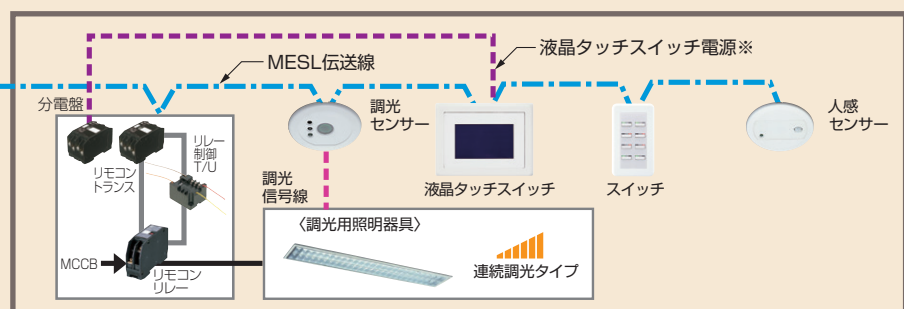 液晶タッチスイッチ電源※
MESL伝送線
分電盤
調光
センサー
人感
センサー
リレー
制御
T/U
リモコン
トランス
液晶タッチスイッチ
スイッチ
調光
信号線
〈調光用照明器具〉
MCCB
リモコン
リレー
連続調光タイプ